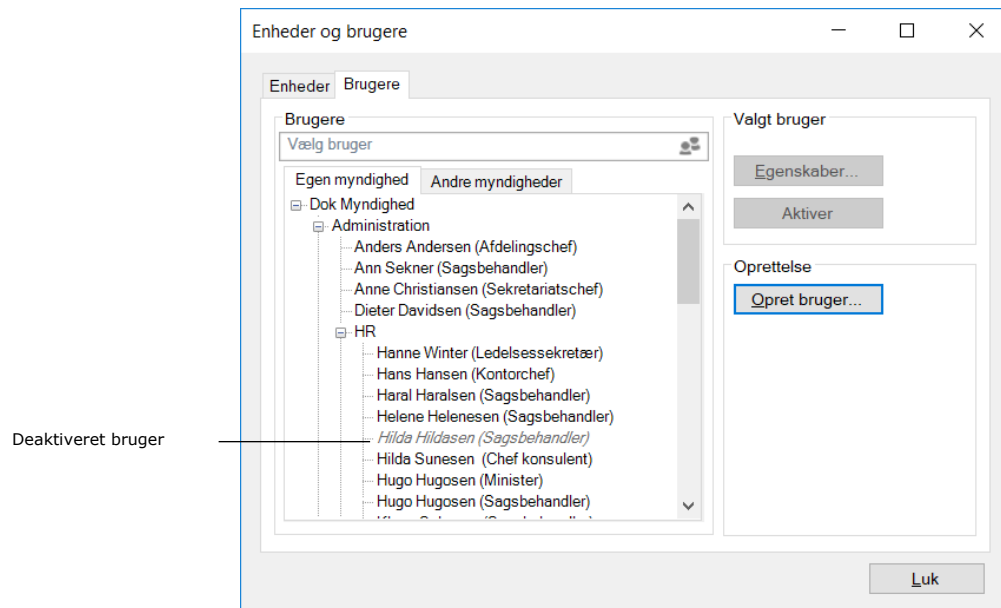 Enheder og brugere
Enheder Brugere
Brugere
Vælg bruger
Egen myndighed Andre myndigheder
Dok Myndighed
Administration
Anders Andersen (Afdelingschef)
Ann Sekner (Sagsbehandler)
Anne Christiansen (Sekretariatschef)
Dieter Davidsen (Sagsbehandler)
HR
Hanne Winter (Ledelsessekretær)
Hans Hansen (Kontorchef)
Haral Haralsen (Sagsbehandler)
Helene Helenesen (Sagsbehandler)
Hilda Hildasen (Sagsbehandler)
Hilda Sunesen (Chef konsulent)
Hugo Hugosen (Minister)
Hugo Hugosen (Sagsbehandler)
Deaktiveret bruger
Valgt bruger
Egenskaber...
Aktiver
Oprettelse
Opret bruger...
Luk